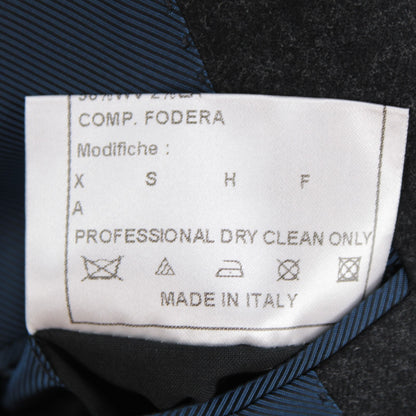 COMP. FODERA
Modifiche :
X S H F
A
PROFESSIONAL DRY CLEAN ONLY
MADE IN ITALY